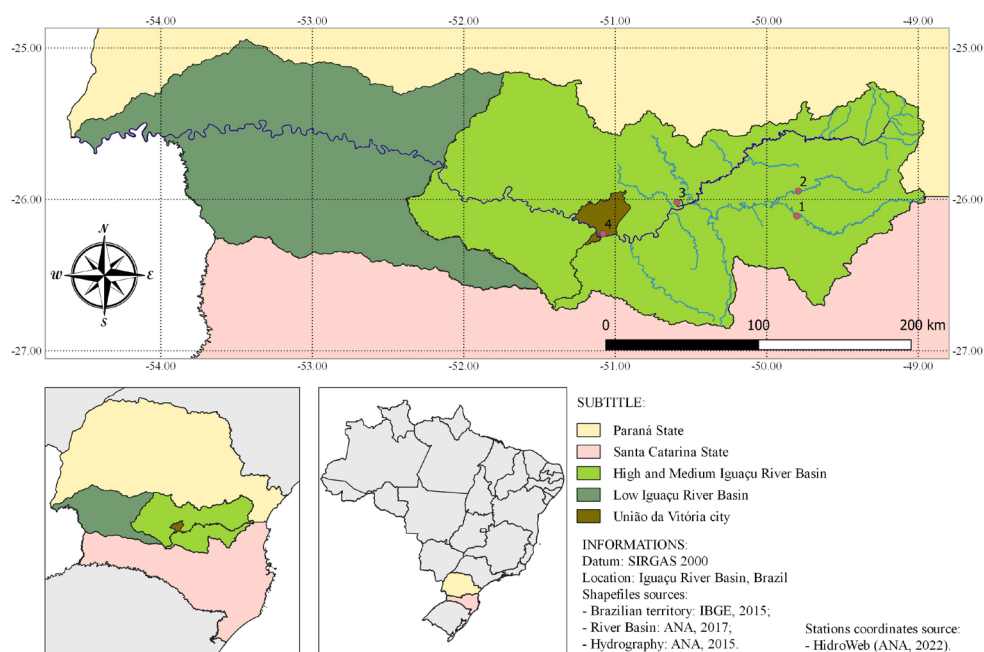 -54.00 -53.00 -52.00 -51.00 -50.00 -49.00
-25.00 -25.00
2
3
1
-26.00 -26.00
4
N
W E
S
0 100 200 km
-27.00 -27.00
-54.00 -53.00 -52.00 -51.00 -50.00 -49.00
SUBTITLE:
Paraná State
Santa Catarina State
High and Medium Iguaçu River Basin
Low Iguaçu River Basin
União da Vitória city
INFORMATIONS:
Datum: SIRGAS 2000
Location: Iguaçu River Basin, Brazil
Shapefiles sources:
- Brazilian territory: IBGE, 2015;
- River Basin: ANA, 2017;
- Hydrography: ANA, 2015.
Stations coordinates source:
- HidroWeb (ANA, 2022).